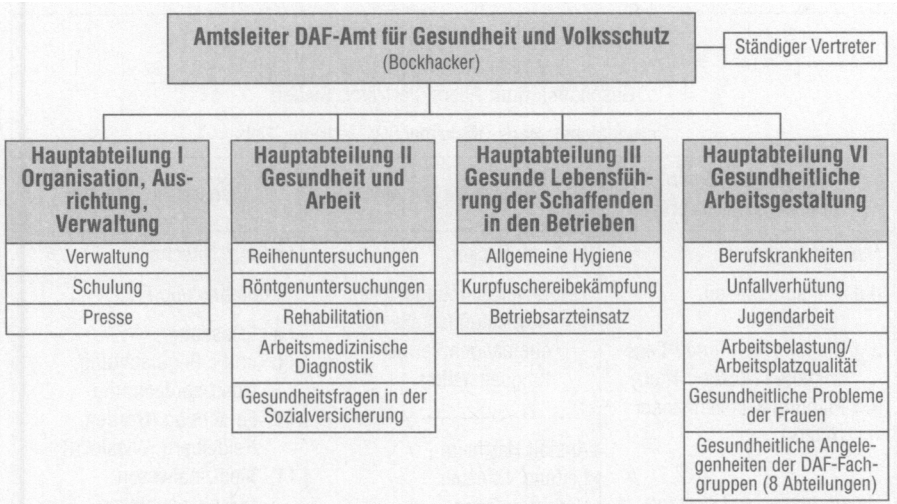 Amtsleiter DAF-Amt für Gesundheit und Volksschutz
(Bockhacker)
Ständiger Vertreter
Hauptabteilung I
Organisation, Aus-
richtung,
Verwaltung
Verwaltung
Schulung
Presse
Hauptabteilung II
Gesundheit und
Arbeit
Reihenuntersuchungen
Röntgenuntersuchungen
Rehabilitation
Arbeitsmedizinische
Diagnostik
Gesundheitsfragen in der
Sozialversicherung
Hauptabteilung III
Gesunde Lebensfüh-
rung der Schaffenden
in den Betrieben
Allgemeine Hygiene
Kurpfuschereibekämpfung
Betriebsarzteinsatz
Hauptabteilung VI
Gesundheitliche
Arbeitsgestaltung
Berufskrankheiten
Unfallverhütung
Jugendarbeit
Arbeitsbelastung/
Arbeitsplatzqualität
Gesundheitliche Probleme
der Frauen
Gesundheitliche Angele-
genheiten der DAF-Fach-
gruppen (8 Abteilungen)